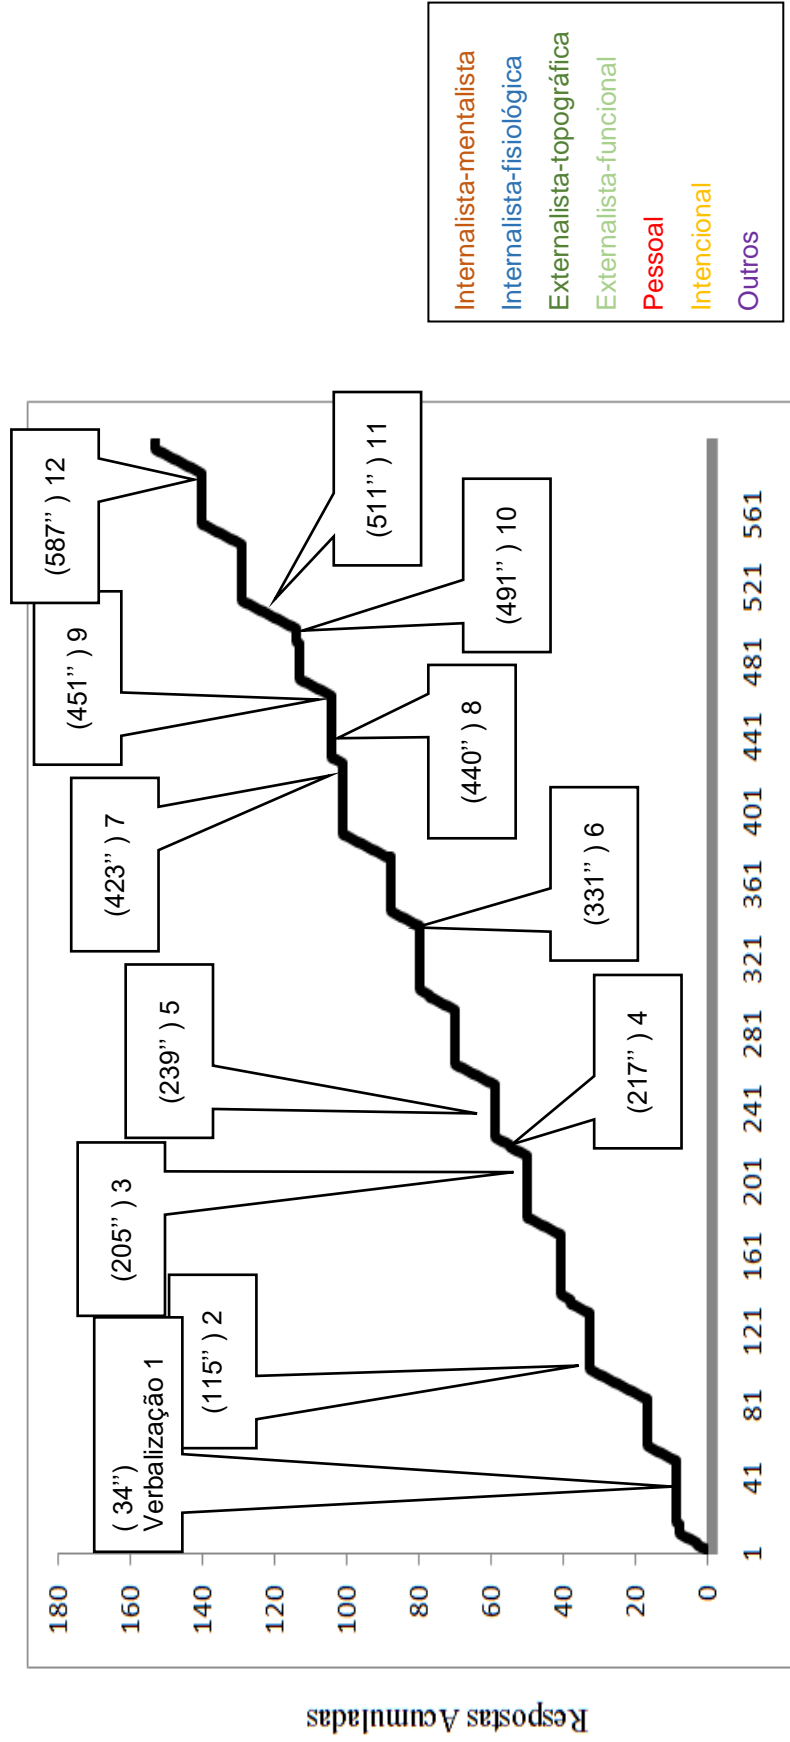 Respostas Acumuladas
180
160
140
120
100
80
60
40
20
0
1 41 81 121 161 201 241 281 321 361 401 441 481 521 561
( 34”)
Verbalização 1
(115” ) 2
(205” ) 3
(217” ) 4
(239” ) 5
(331” ) 6
(423” ) 7
(440” ) 8
(451” ) 9
(491” ) 10
(511” ) 11
(587” ) 12
Internalista-mentalista
Internalista-fisiológica
Externalista-topográfica
Externalista-funcional
Pessoal
Intencional
Outros